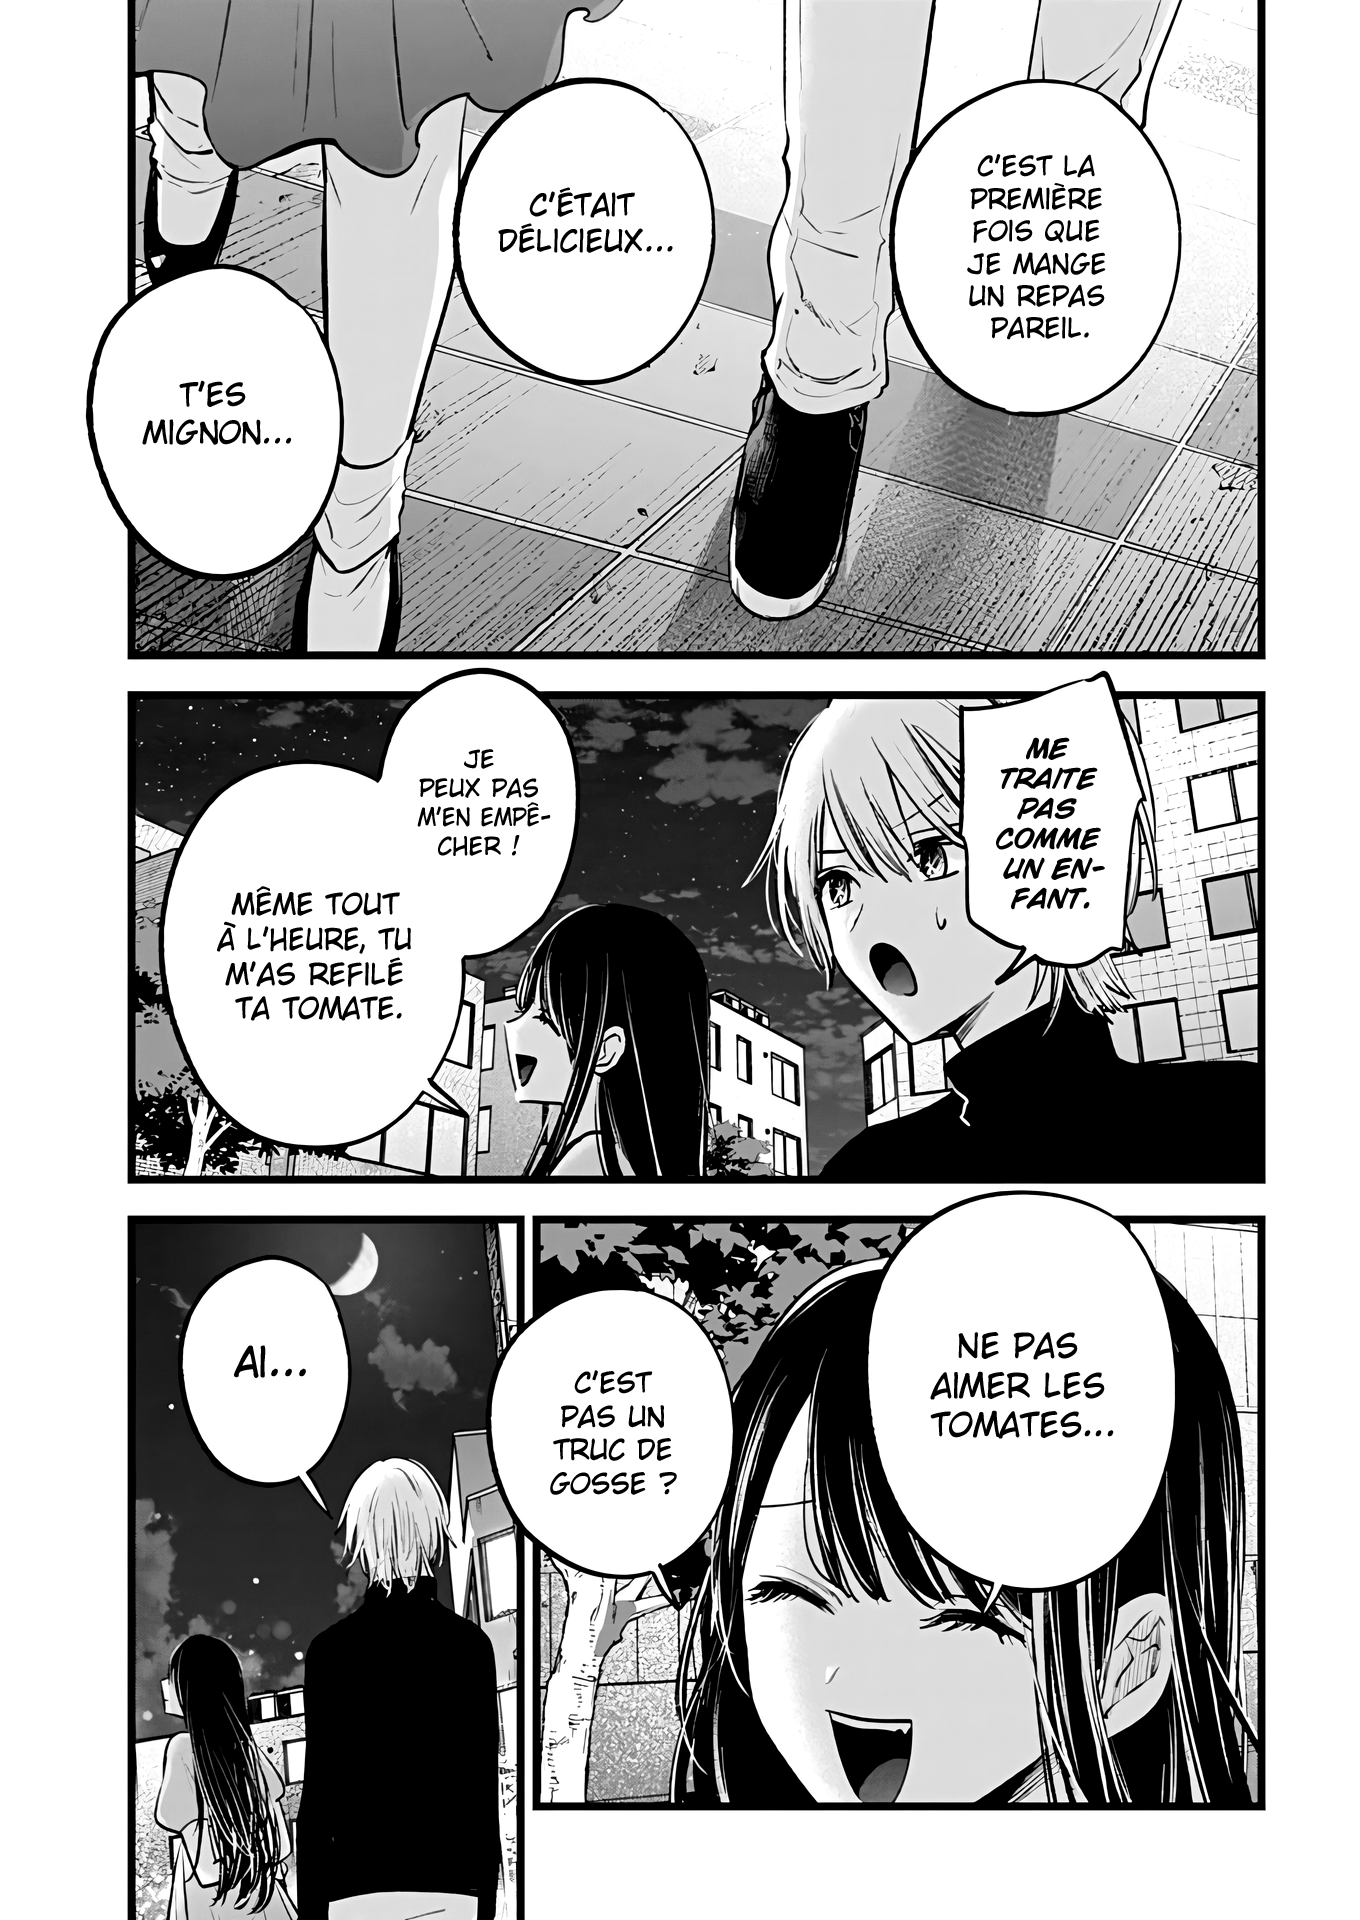 C'EST LA
PREMIÈRE
FOIS QUE
JE MANGE
UN REPAS
PAREIL.
C'ÉTAIT
DÉLICIEUX...
T'ES
MIGNON...
ME
TRAITE
PAS
COMME
UN EN-
FANT.
JE
PEUX PAS
M'EN EMPÊ-
CHER !
MÊME TOUT
À L'HEURE, TU
M'AS REFILÉ
TA TOMATE.
NE PAS
AIMER LES
TOMATES...
C'EST
PAS UN
TRUC DE
GOSSE ?
AI...